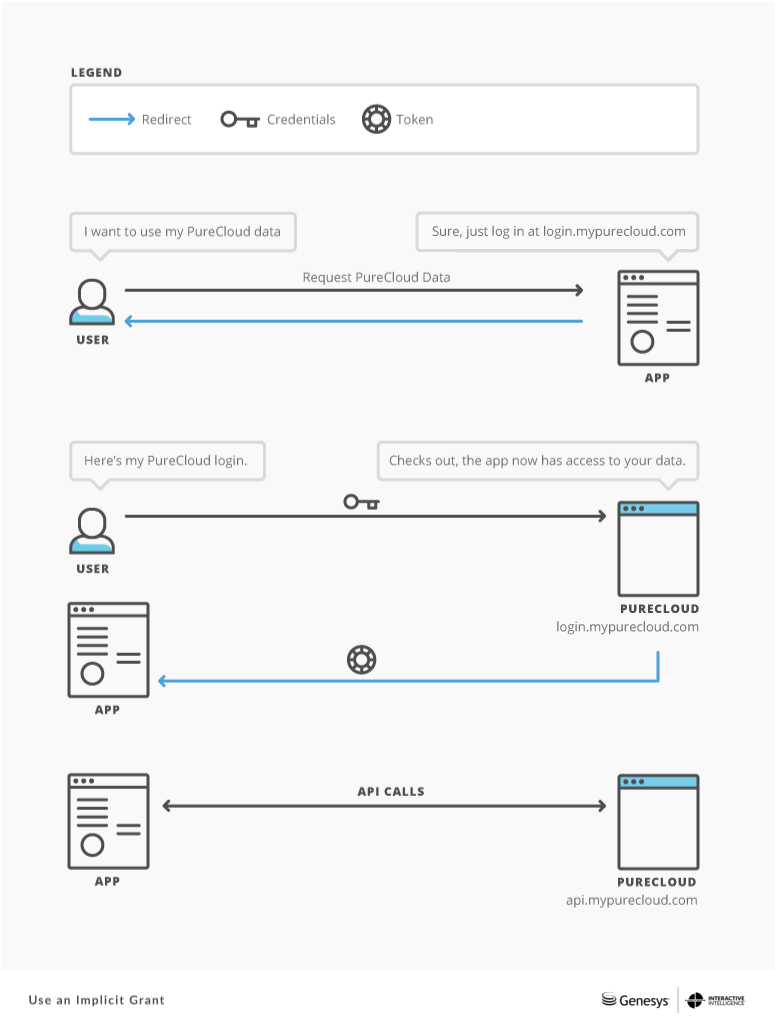 LEGEND
Redirect
Credentials
Token
I want to use my PureCloud data
Sure, just log in at login.mypurecloud.com
Request PureCloud Data
USER
APP
Here's my PureCloud login.
Checks out, the app now has access to your data.
USER
PURECLOUD
login.mypurecloud.com
APP
API CALLS
APP
PURECLOUD
api.mypurecloud.com
Use an Implicit Grant
Genesys
INTERACTIVE
INTELLIGENCE